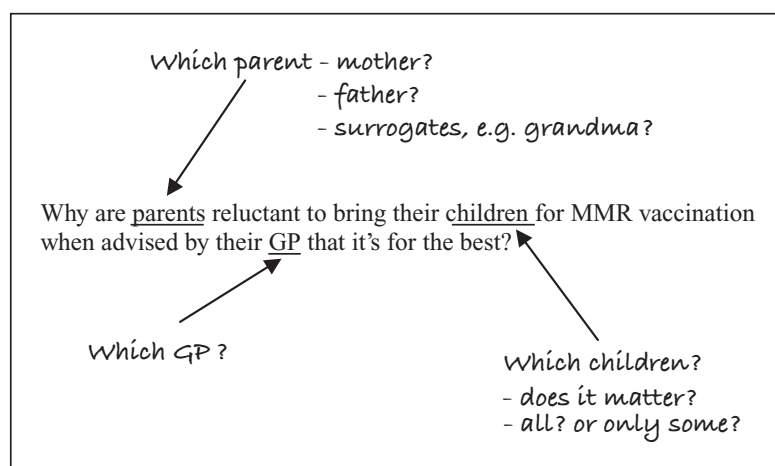 Which parent - mother?
- father?
- surrogates, e.g. grandma?
Why are parents reluctant to bring their children for MMR vaccination
when advised by their GP that it's for the best?
Which GP?
Which children?
- does it matter?
- all? or only some?